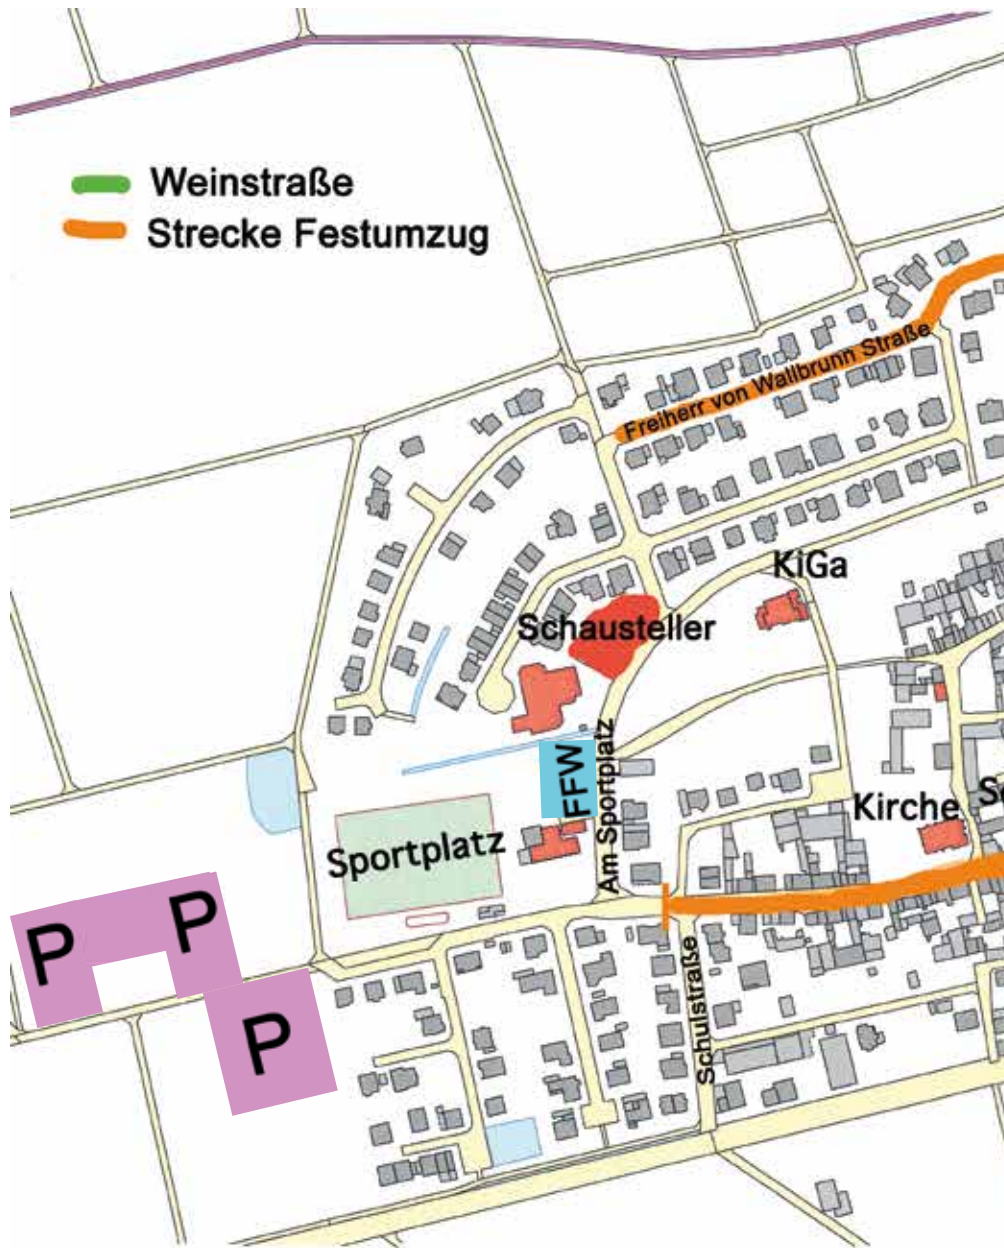 Weinstraße
Strecke Festumzug
Freiherr von Wallbrunn Straße
KiGa
Schausteller
FFW
Am Sportplatz
Kirche
Sportplatz
P
P
P
Schulstraße